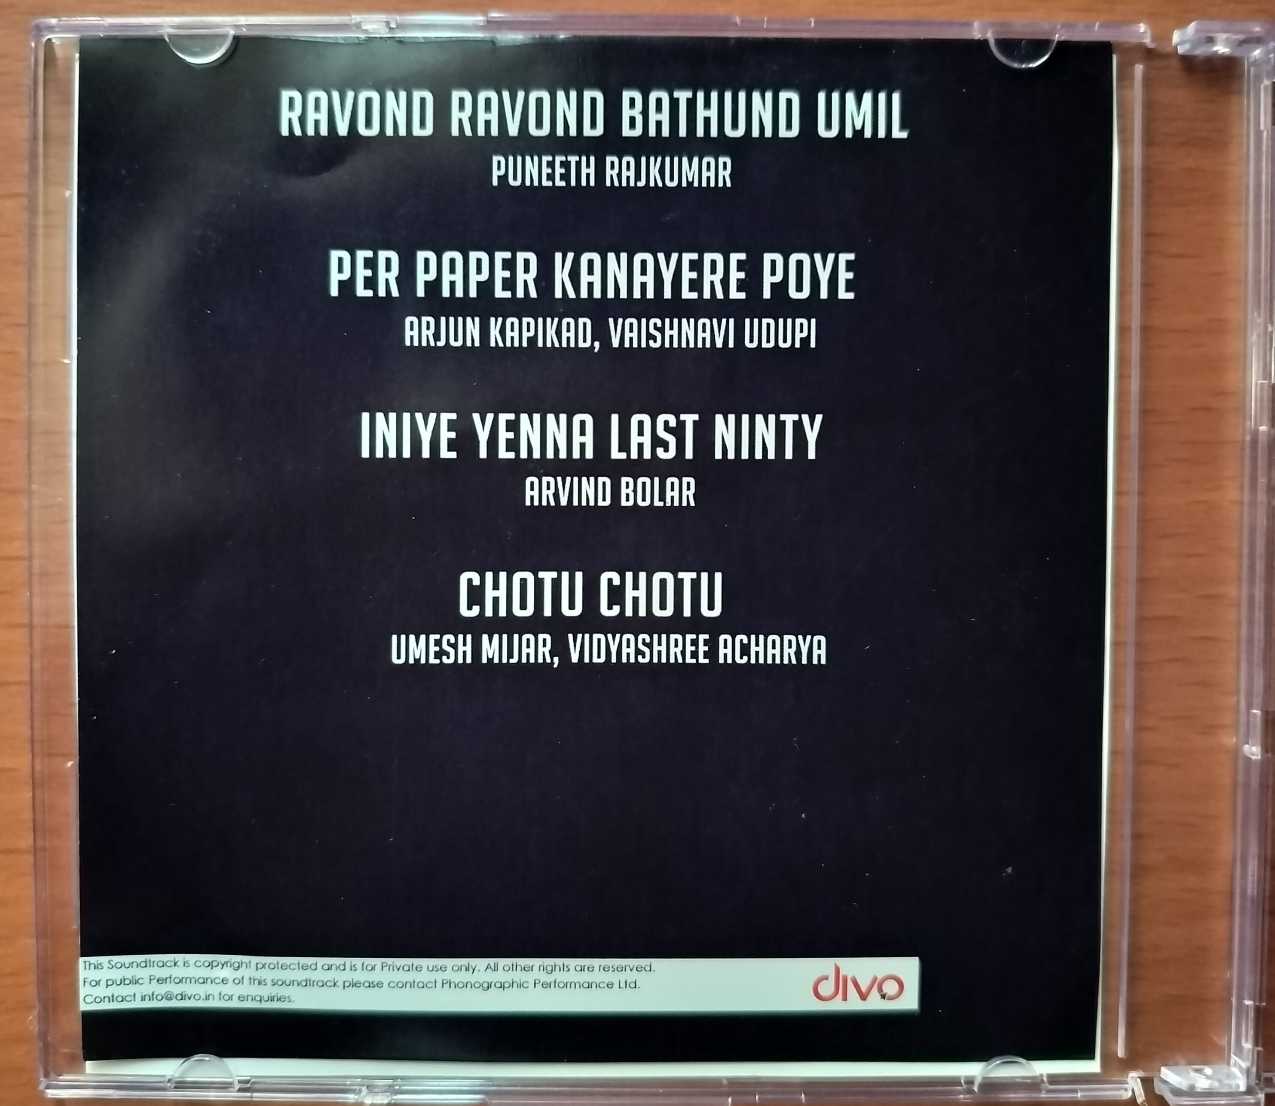 RAVOND RAVOND BATHUND UMIL
PUNEETH RAJKUMAR
PER PAPER KANAYERE POYE
ARJUN KAPIKAD, VAISHNAVI UDUPI
INIYE YENNA LAST NINTY
ARVIND BOLAR
CHOTU CHOTU
UMESH MIJAR, VIDYASHREE ACHARYA
This Soundtrack is copyright protected and is for Private use only. All other rights are reserved.
For public Performance of this soundtrack please contact Phonographic Performance Ltd.
Contact info@divo.in for enquiries.
divo